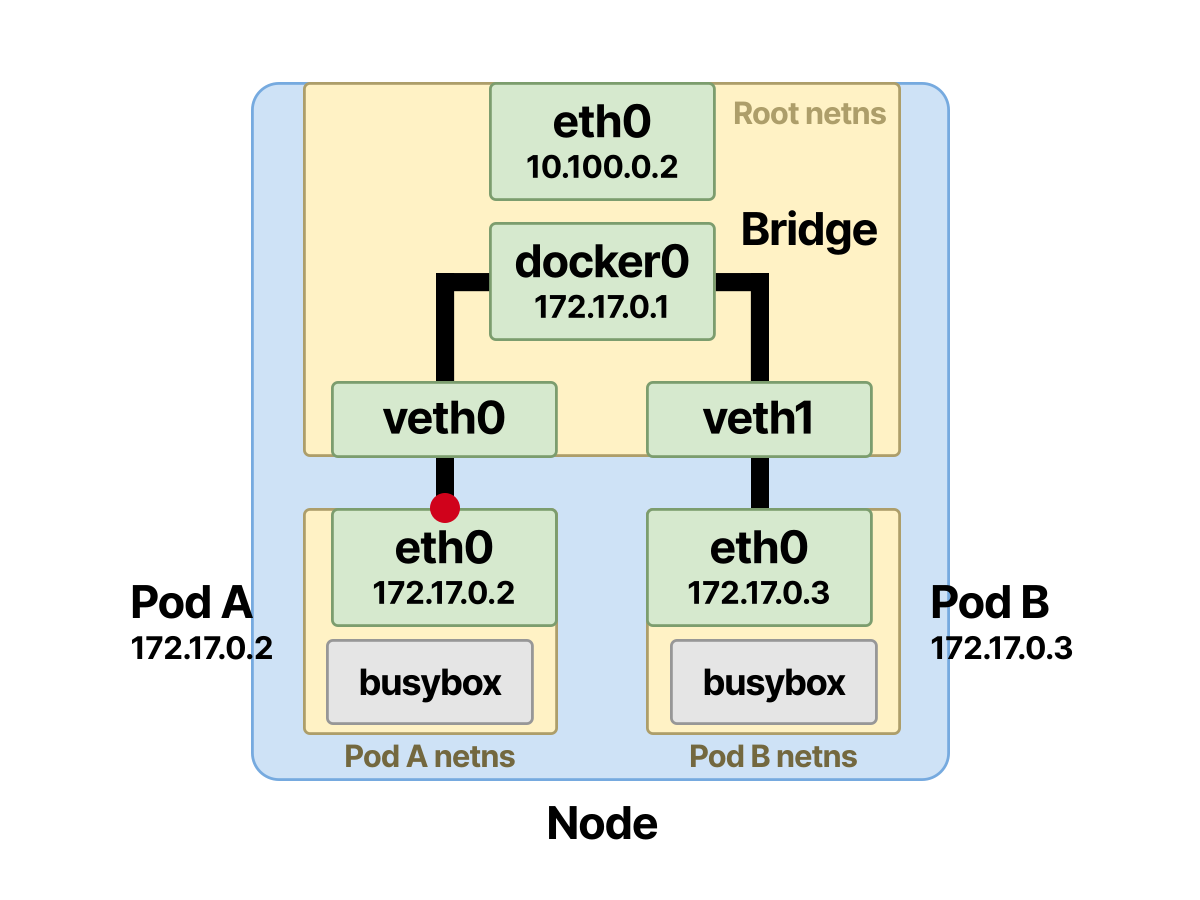 eth0
10.100.0.2
Root netns
Bridge
docker0
172.17.0.1
veth0
veth1
eth0
172.17.0.2
eth0
172.17.0.3
Pod A
172.17.0.2
Pod B
172.17.0.3
busybox
busybox
Pod A netns
Pod B netns
Node